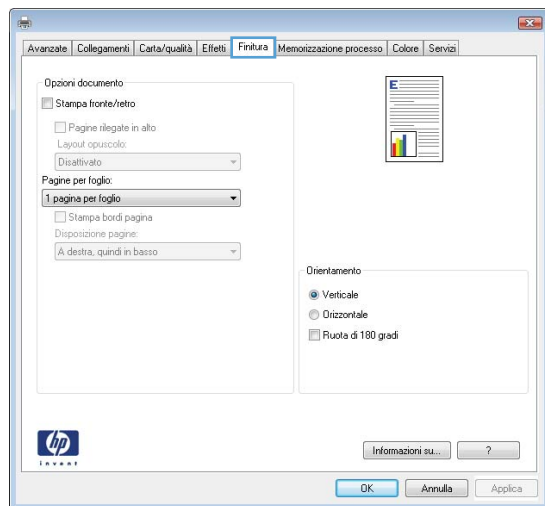 Avanzate Collegamenti Carta/qualità Effetti Finitura Memorizzazione processo Colore Servizi
Opzioni documento
Stampa fronte/retro
Pagine rilegate in alto
Layout opuscolo:
Disattivato
Pagine per foglio:
1 pagina per foglio
Stampa bordi pagina
Disposizione pagine:
A destra, quindi in basso
E
Orientamento
Verticale
Orizzontale
Ruota di 180 gradi
hp
invent
Informazioni su... ?
OK Annulla Applica